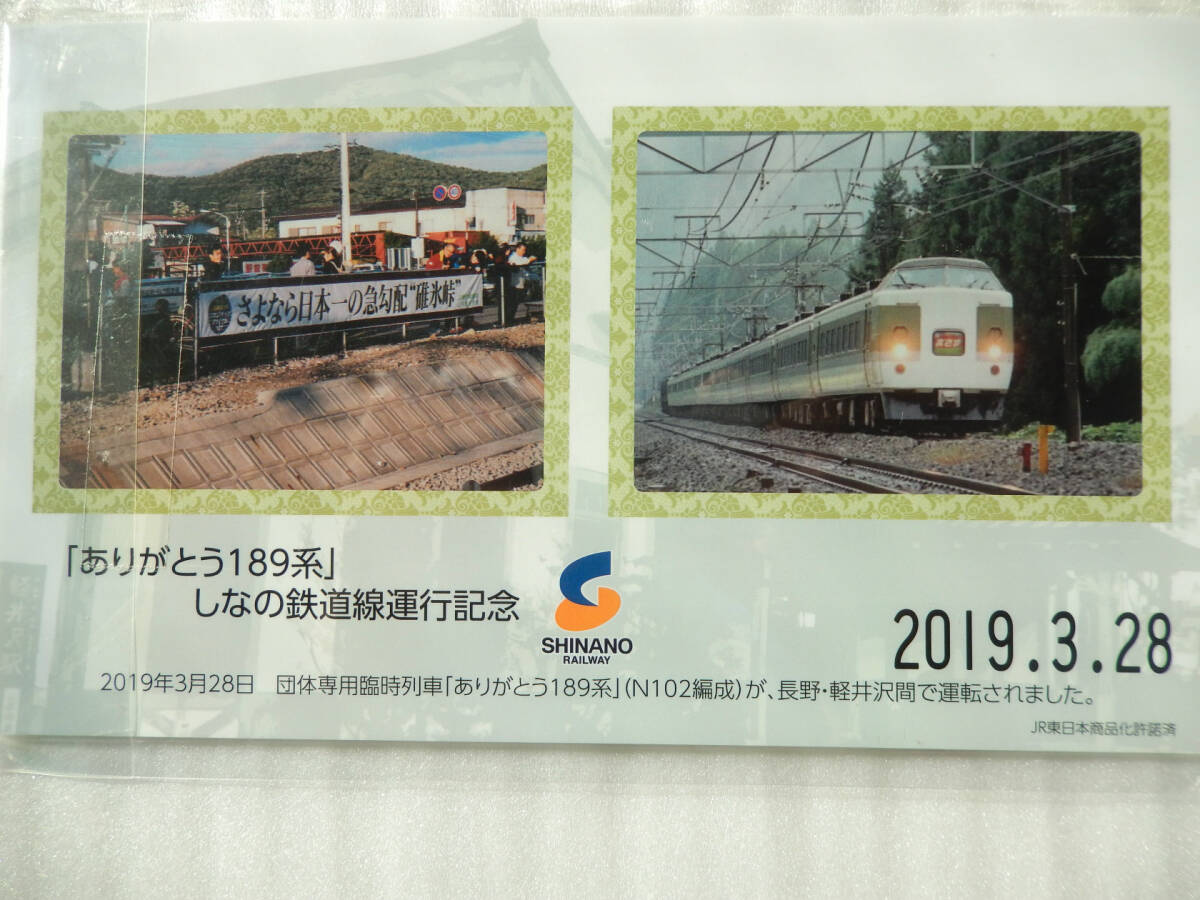 さよなら日本一の急勾配“碓氷峠”
あさま
「ありがとう189系」
しなの鉄道線運行記念
SHINANO
RAILWAY
2019.3.28
2019年3月28日　団体専用臨時列車「ありがとう189系」(N102編成)が、長野・軽井沢間で運転されました。
JR東日本商品化許諾済